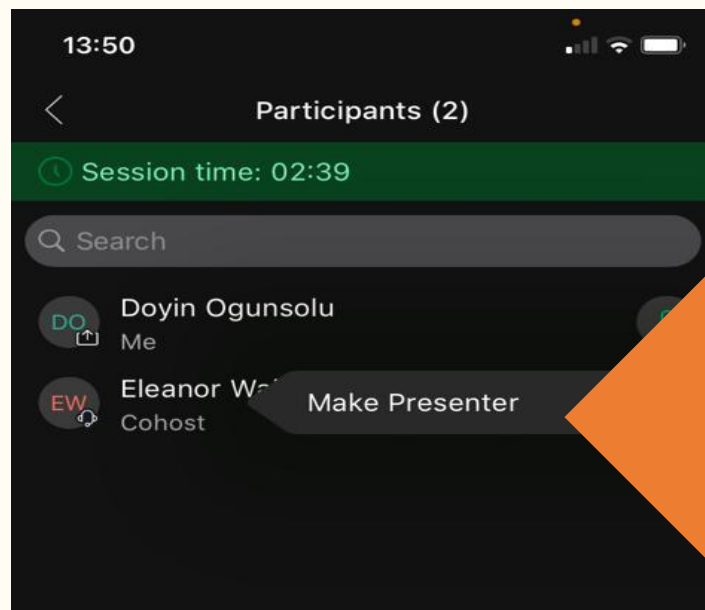 13:50
Participants (2)
Session time: 02:39
Search
DO
Doyin Ogunsolu
Me
EW
Eleanor
Make Presenter
Cohost